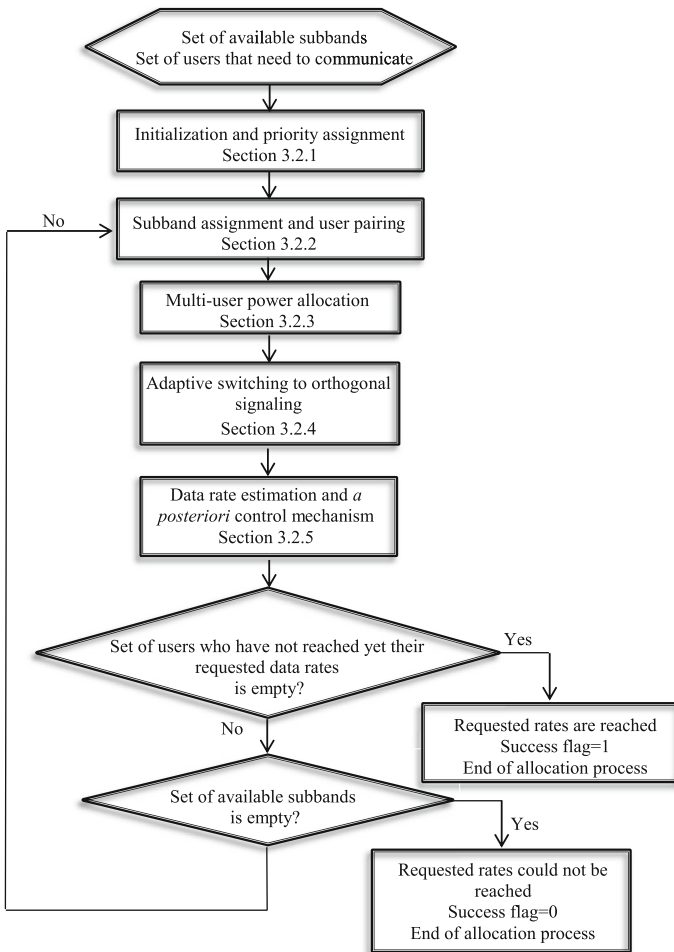 Set of available subbands
Set of users that need to communicate
Initialization and priority assignment
Section 3.2.1
No
Subband assignment and user pairing
Section 3.2.2
Multi-user power allocation
Section 3.2.3
Adaptive switching to orthogonal
signaling
Section 3.2.4
Data rate estimation and a
posteriori control mechanism
Section 3.2.5
Set of users who have not reached yet their
requested data rates
is empty?
Yes
Requested rates are reached
Success flag=1
End of allocation process
No
Set of available subbands
is empty?
Yes
Requested rates could not be
reached
Success flag=0
End of allocation process